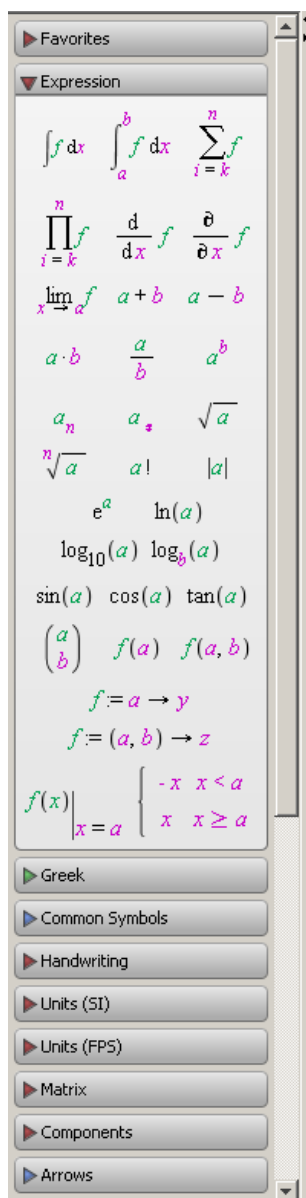 Favorites
Expression
∫f dx ∫_a^b f dx ∑_{i = k}^n f
∏_{i = k}^n f d/dx f ∂/∂x f
lim_{x → a} f a + b a − b
a · b a/b a^b
a_n a_* √a
ⁿ√a a! |a|
e^a ln(a)
log₁₀(a) log_b(a)
sin(a) cos(a) tan(a)
(a b) f(a) f(a, b)
f := a → y
f := (a, b) → z
f(x)|_{x = a} { -x x < a
x x ≥ a
Greek
Common Symbols
Handwriting
Units (SI)
Units (FPS)
Matrix
Components
Arrows